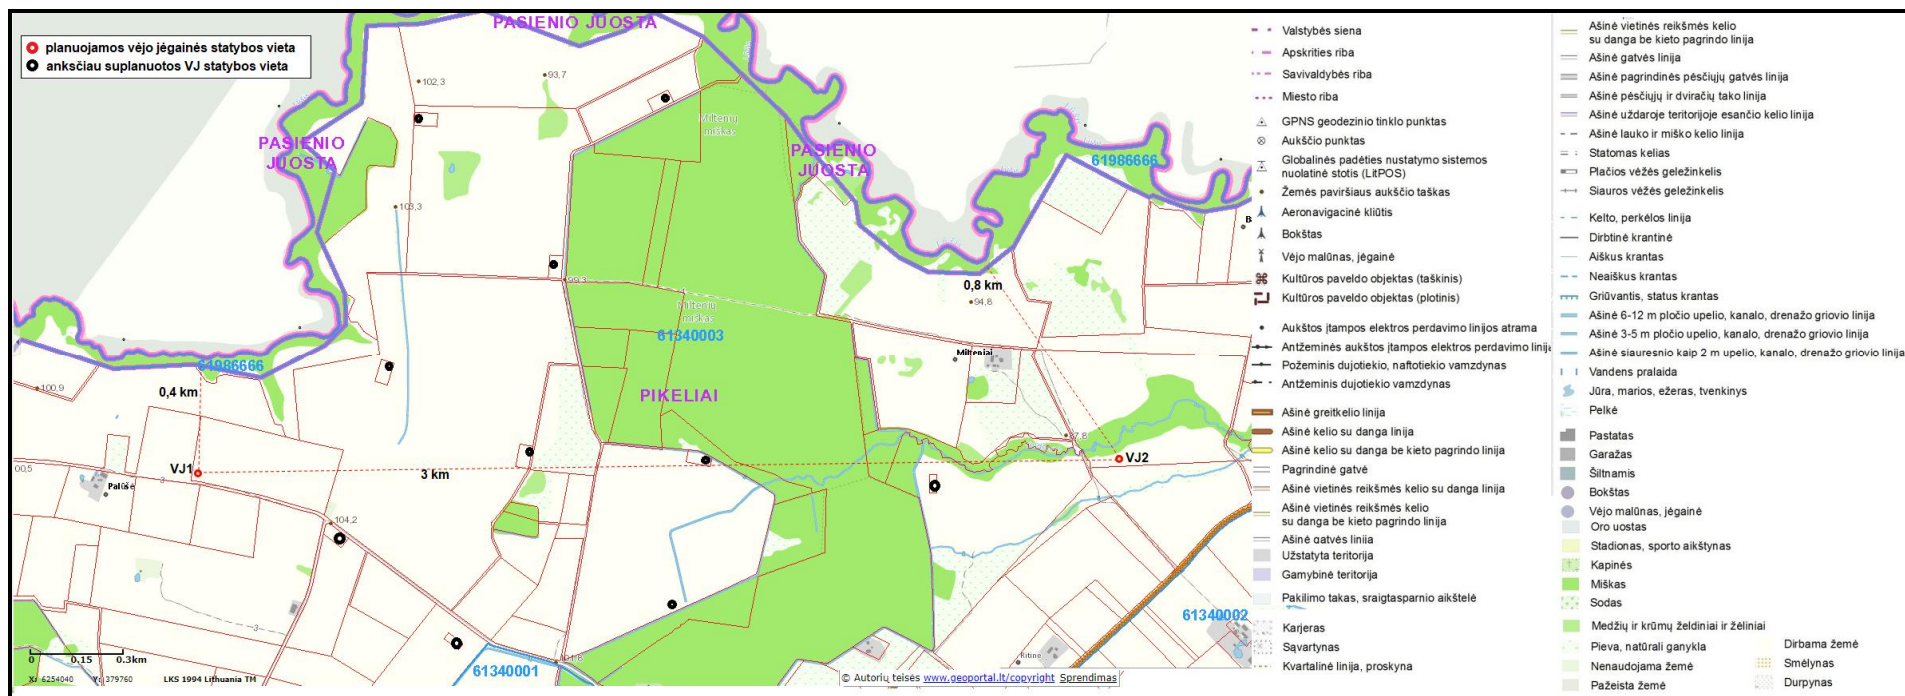 planuojamos vėjo jėgainės statybos vieta
anksčiau suplanuotos VJ statybos vieta
PASIENIO JUOSTA
102,3
93,7
Miltenių
miškas
PASIENIO
JUOSTA
PASIENIO
JUOSTA
61986666
103,3
99,3
0,8 km
94,8
Miltenių
miškas
61340003
Milteniai
61986666
100,9
0,4 km
PIKELIAI
97,8
VJ1
3 km
VJ2
00,5
Palūšė
104,2
61340002
Ritinė
101,6
61340001
0 0.15 0.3km
X: 6254040 Y: 379760 LKS 1994 Lithuania TM
© Autorių teisės www.geoportal.lt/copyright Sprendimas
Valstybės siena
Apskrities riba
Savivaldybės riba
Miesto riba
GPNS geodezinio tinklo punktas
Aukščio punktas
Globalinės padėties nustatymo sistemos
nuolatinė stotis (LitPOS)
Žemės paviršiaus aukščio taškas
Aeronavigacinė kliūtis
Bokštas
Vėjo malūnas, jėgainė
Kultūros paveldo objektas (taškinis)
Kultūros paveldo objektas (plotinis)
Aukštos įtampos elektros perdavimo linijos atrama
Antžeminės aukštos įtampos elektros perdavimo linij
Požeminis dujotiekio, naftotiekio vamzdynas
Antžeminis dujotiekio vamzdynas
Ašinė greitkelio linija
Ašinė kelio su danga linija
Ašinė kelio su danga be kieto pagrindo linija
Pagrindinė gatvė
Ašinė vietinės reikšmės kelio su danga linija
Ašinė vietinės reikšmės kelio
su danga be kieto pagrindo linija
Ašinė gatvės linija
Užstatyta teritorija
Gamybinė teritorija
Pakilimo takas, sraigtasparnio aikštelė
Karjeras
Sąvartynas
Kvartalinė linija, proskyna
Ašinė vietinės reikšmės kelio
su danga be kieto pagrindo linija
Ašinė gatvės linija
Ašinė pagrindinės pėsčiųjų gatvės linija
Ašinė pėsčiųjų ir dviračių tako linija
Ašinė uždaroje teritorijoje esančio kelio linija
Ašinė lauko ir miško kelio linija
Statomas kelias
Plačios vėžės geležinkelis
Siauros vėžės geležinkelis
Kelto, perkėlos linija
Dirbtinė krantinė
Aiškus krantas
Neaiškus krantas
Griūvantis, status krantas
Ašinė 6-12 m pločio upelio, kanalo, drenažo griovio linija
Ašinė 3-5 m pločio upelio, kanalo, drenažo griovio linija
Ašinė siauresnio kaip 2 m upelio, kanalo, drenažo griovio linija
Vandens pralaida
Jūra, marios, ežeras, tvenkinys
Pelkė
Pastatas
Garažas
Šiltnamis
Bokštas
Vėjo malūnas, jėgainė
Oro uostas
Stadionas, sporto aikštynas
Kapinės
Miškas
Sodas
Medžių ir krūmų želdiniai ir žėliniai
Pieva, natūrali ganykla
Nenaudojama žemė
Pažeista žemė
Dirbama žemė
Smėlynas
Durpynas